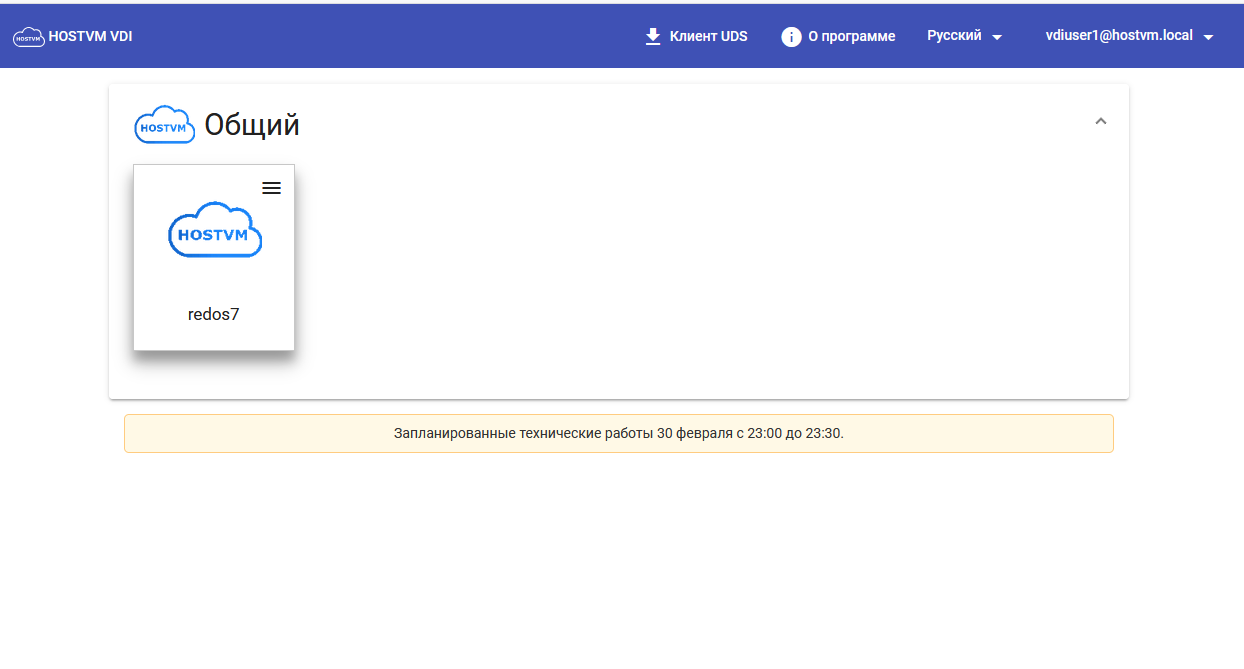 HOSTVM HOSTVM VDI Клиент UDS i О программе Русский vdiuser1@hostvm.local
HOSTVM Общий
HOSTVM
redos7
Запланированные технические работы 30 февраля с 23:00 до 23:30.